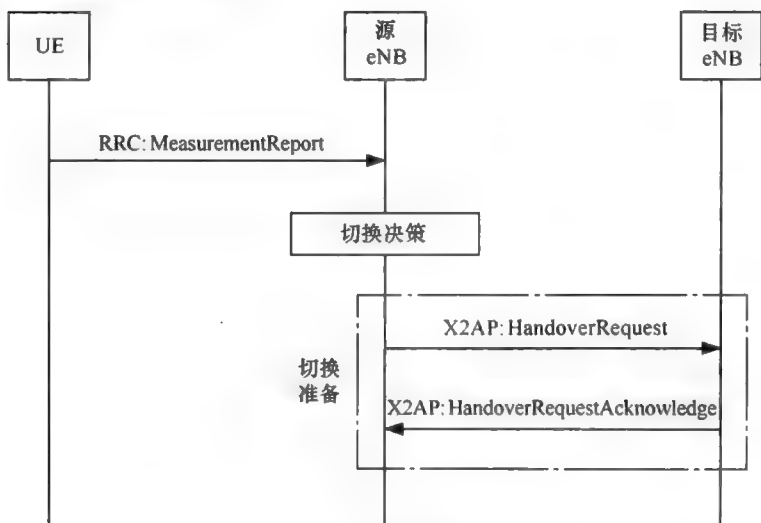 UE
源
eNB
目标
eNB
RRC: MeasurementReport
切换决策
X2AP: HandoverRequest
切换
准备
X2AP: HandoverRequestAcknowledge